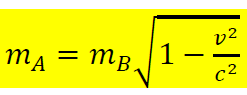 m_A = m_B √(1 − v²/c²)